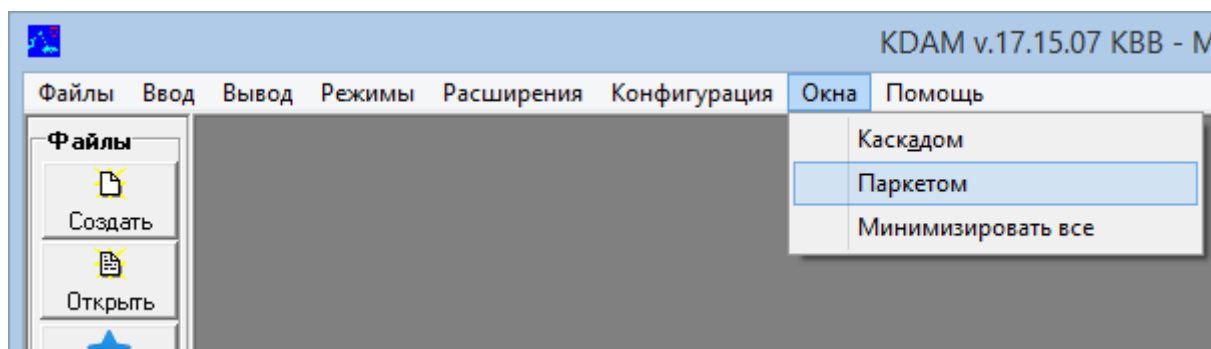 KDAM v.17.15.07 KBB - M
Файлы Ввод Вывод Режимы Расширения Конфигурация Окна Помощь
Файлы
Создать
Открыть
Каскадом
Паркетом
Минимизировать все